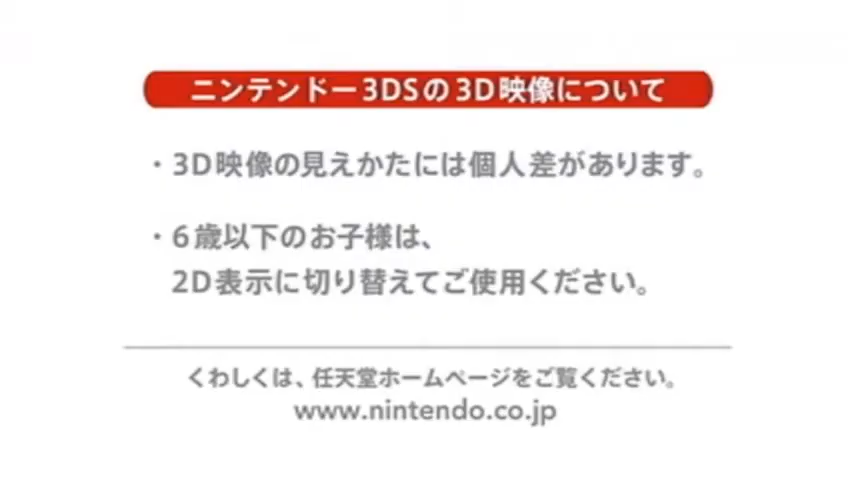 ニンテンドー3DSの3D映像について
・3D映像の見えかたには個人差があります。
・6歳以下のお子様は、
2D表示に切り替えてご使用ください。
くわしくは、任天堂ホームページをご覧ください。
www.nintendo.co.jp